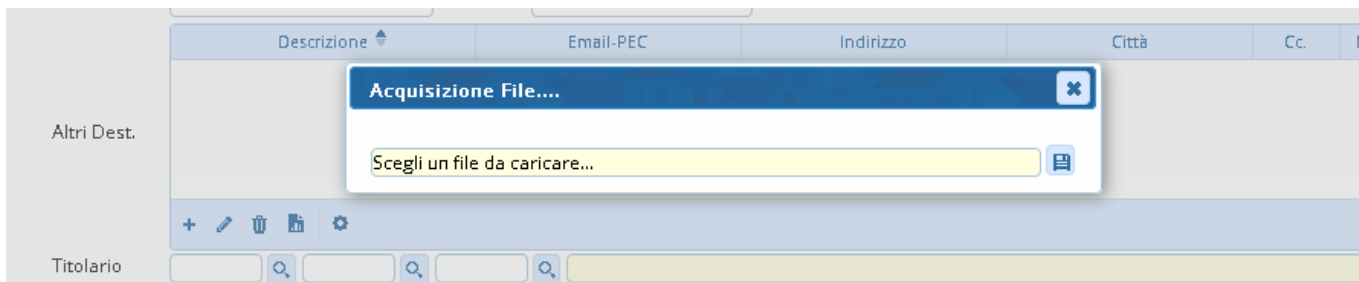 Descrizione Email-PEC Indirizzo Città Cc.
Acquisizione File....
Altri Dest.
Scegli un file da caricare...
Titolario